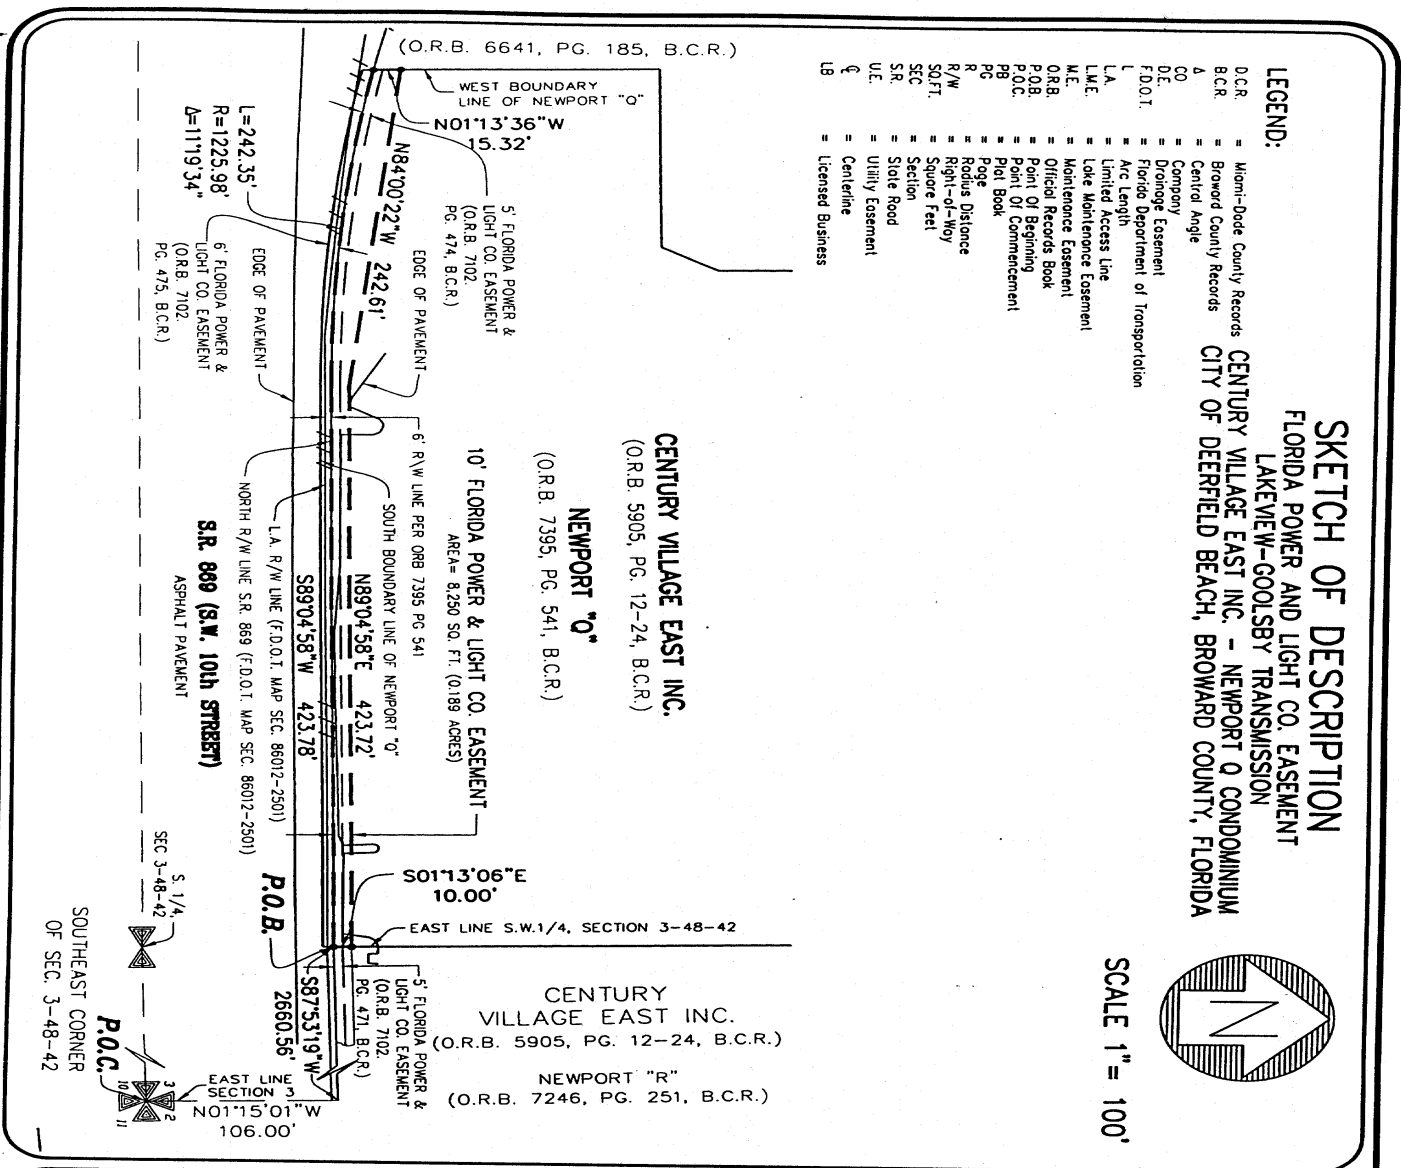 SKETCH OF DESCRIPTION
FLORIDA POWER AND LIGHT CO. EASEMENT
LAKEVIEW-GOOLSBY TRANSMISSION
CENTURY VILLAGE EAST INC. - NEWPORT Q CONDOMINIUM
CITY OF DEERFIELD BEACH, BROWARD COUNTY, FLORIDA
LEGEND:
D.C.R. = Miami-Dade County Records
B.C.R. = Broward County Records
Δ = Central Angle
CO = Company
D.E. = Drainage Easement
F.D.O.T. = Florida Department of Transportation
L = Arc Length
L.A. = Limited Access Line
L.M.E. = Lake Maintenance Easement
M.E. = Maintenance Easement
O.R.B. = Official Records Book
P.O.B. = Point Of Beginning
P.O.C. = Point Of Commencement
PB = Plat Book
PG = Page
R = Radius Distance
R/W = Right-of-Way
SQ.FT. = Square Feet
SEC = Section
S.R. = State Road
U.E. = Utility Easement
℄ = Centerline
LB = Licensed Business
N
SCALE 1"= 100'
(O.R.B. 6641, PG. 185, B.C.R.)
WEST BOUNDARY
LINE OF NEWPORT "Q"
N01°13'36"W
15.32'
N84°00'22"W 242.61'
5' FLORIDA POWER &
LIGHT CO. EASEMENT
(O.R.B. 7102.
PG. 474, B.C.R.)
EDGE OF PAVEMENT
L=242.35'
R=1225.98'
Δ=11°19'34"
6' FLORIDA POWER &
LIGHT CO. EASEMENT
(O.R.B. 7102.
PG. 475, B.C.R.)
EDGE OF PAVEMENT
CENTURY VILLAGE EAST INC.
(O.R.B. 5905, PG. 12-24, B.C.R.)
NEWPORT "Q"
(O.R.B. 7395, PG. 541, B.C.R.)
10' FLORIDA POWER & LIGHT CO. EASEMENT
AREA= 8,250 SQ. FT. (0.189 ACRES)
6' R\W LINE PER ORB 7395 PG 541
SOUTH BOUNDARY LINE OF NEWPORT "Q"
N89°04'58"E 423.72'
S89°04'58"W 423.78'
L.A. R/W LINE (F.D.O.T. MAP SEC. 86012-2501)
NORTH R/W LINE S.R. 869 (F.D.O.T. MAP SEC. 86012-2501)
S.R. 869 (S.W. 10th STREET)
ASPHALT PAVEMENT
S01°13'06"E
10.00'
EAST LINE S.W.1/4, SECTION 3-48-42
P.O.B.
S. 1/4,
SEC 3-48-42
S87°53'19"W
2660.56'
5' FLORIDA POWER &
LIGHT CO. EASEMENT
(O.R.B. 7102.
PG. 471, B.C.R.)
CENTURY
VILLAGE EAST INC.
(O.R.B. 5905, PG. 12-24, B.C.R.)
NEWPORT "R"
(O.R.B. 7246, PG. 251, B.C.R.)
SOUTHEAST CORNER
OF SEC. 3-48-42
P.O.C.
3
2
10
11
EAST LINE
SECTION 3
N01°15'01"W
106.00'